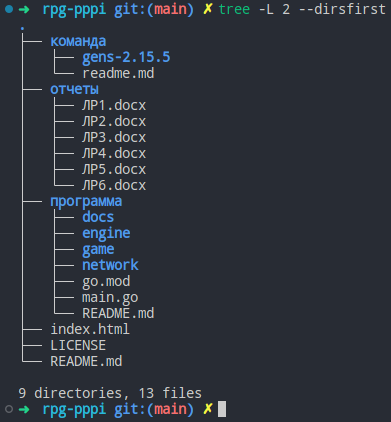 ➜ rpg-pppi git:(main) ✗ tree -L 2 --dirsfirst
.
├── команда
│   ├── gens-2.15.5
│   └── readme.md
├── отчеты
│   ├── ЛР1.docx
│   ├── ЛР2.docx
│   ├── ЛР3.docx
│   ├── ЛР4.docx
│   ├── ЛР5.docx
│   └── ЛР6.docx
├── программа
│   ├── docs
│   ├── engine
│   ├── game
│   ├── network
│   ├── go.mod
│   ├── main.go
│   └── README.md
├── index.html
├── LICENSE
└── README.md
9 directories, 13 files
➜ rpg-pppi git:(main) ✗